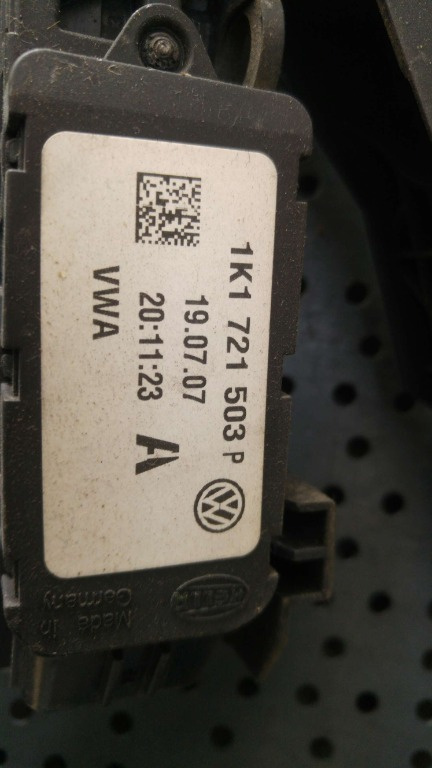 1K1 721 503 P
19.07.07
20:11:23 A
VWA
HELLA
Made in
Germany